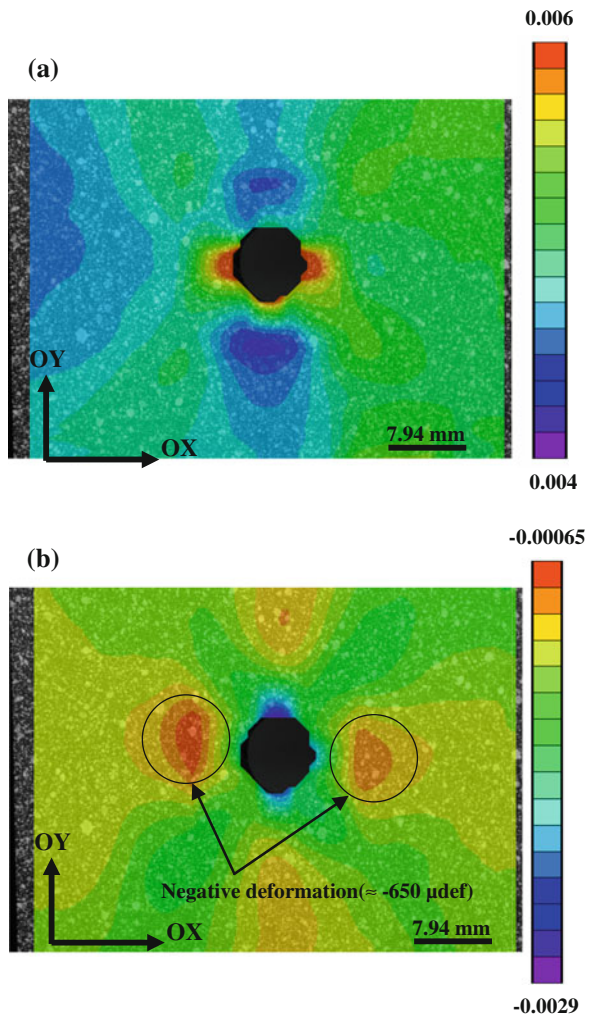 0.006
(a)
OY
OX
7.94 mm
0.004
-0.00065
(b)
OY
Negative deformation(≈ -650 µdef)
OX
7.94 mm
-0.0029